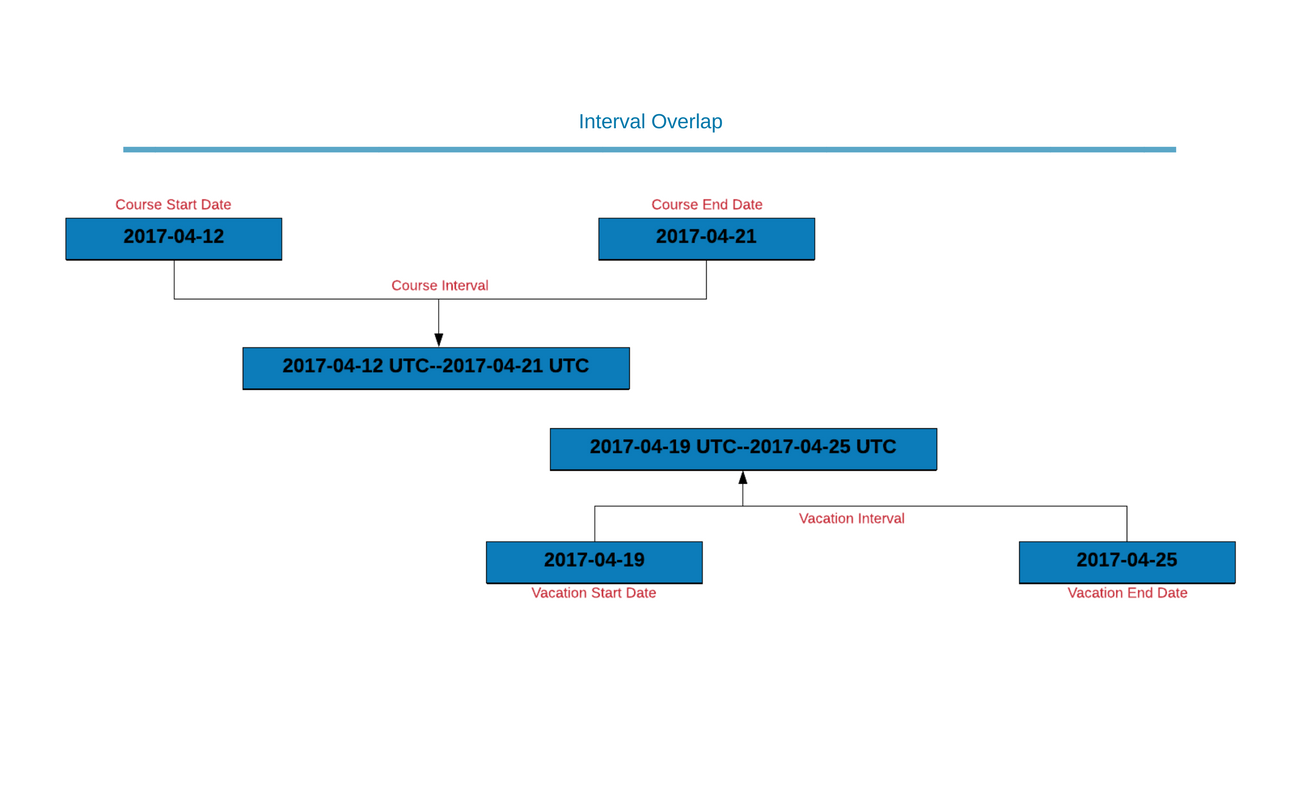 Interval Overlap
Course Start Date
Course End Date
2017-04-12
2017-04-21
Course Interval
2017-04-12 UTC--2017-04-21 UTC
2017-04-19 UTC--2017-04-25 UTC
Vacation Interval
2017-04-19
2017-04-25
Vacation Start Date
Vacation End Date